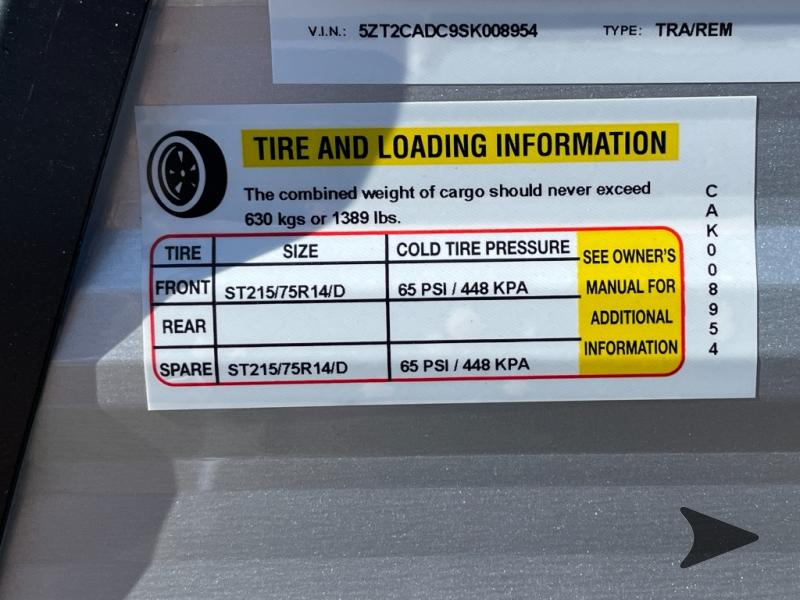 V.I.N.: 5ZT2CADC9SK008954 TYPE: TRA/REM
TIRE AND LOADING INFORMATION
The combined weight of cargo should never exceed
630 kgs or 1389 lbs.
TIRE SIZE COLD TIRE PRESSURE
FRONT ST215/75R14/D 65 PSI / 448 KPA
REAR
SPARE ST215/75R14/D 65 PSI / 448 KPA
SEE OWNER'S
MANUAL FOR
ADDITIONAL
INFORMATION
CAK008954